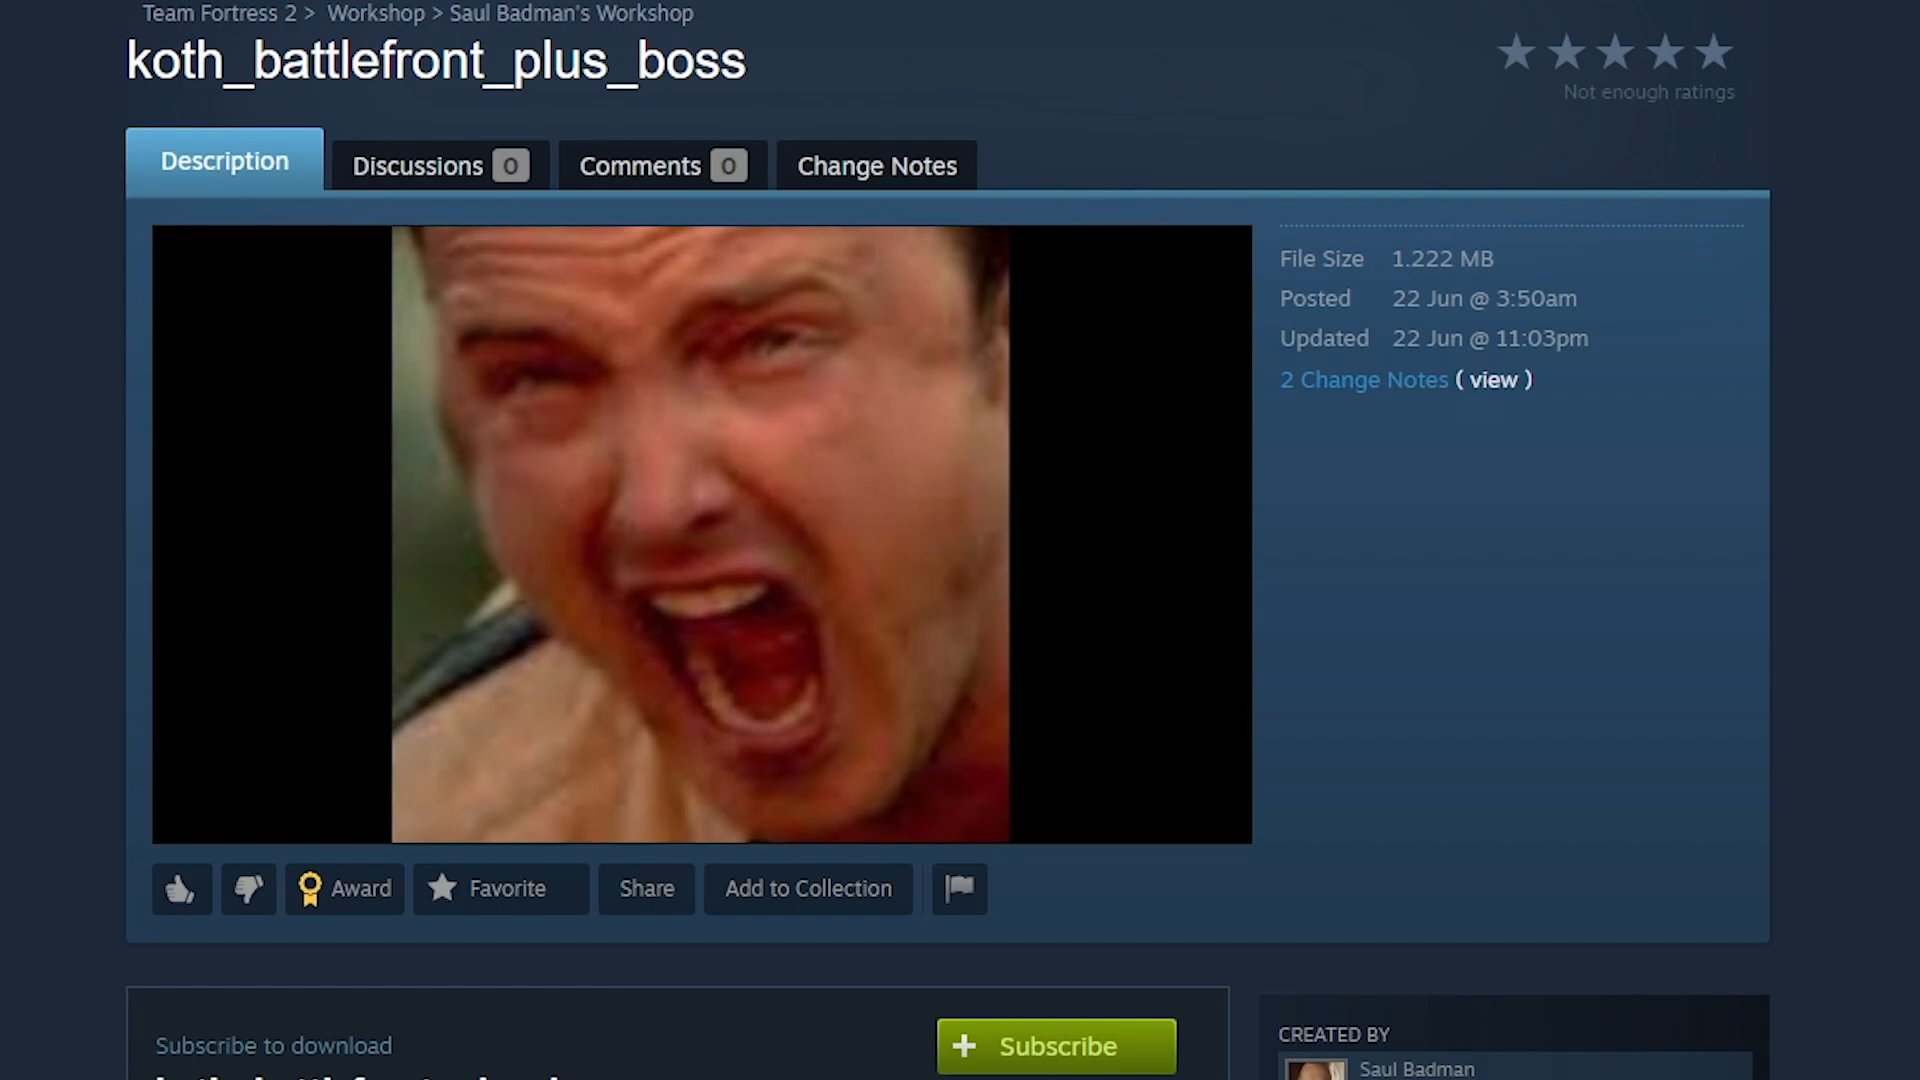 Team Fortress 2 > Workshop > Saul Badman's Workshop
koth_battlefront_plus_boss
Not enough ratings
Description
Discussions 0
Comments 0
Change Notes
File Size 1.222 MB
Posted 22 Jun @ 3:50am
Updated 22 Jun @ 11:03pm
2 Change Notes ( view )
Award
Favorite
Share
Add to Collection
Subscribe to download
+ Subscribe
CREATED BY
Saul Badman